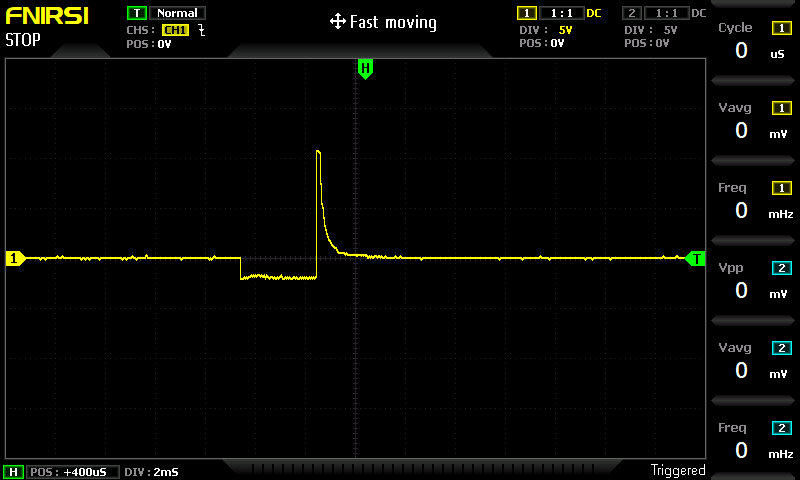 FNIRSI
STOP
T Normal
CHS: CH1
POS: 0V
Fast moving
1 1:1 DC
DIV: 5V
POS: 0V
2 1:1 DC
DIV: 5V
POS: 0V
H
1
T
Cycle 1
0 uS
Vavg 1
0 mV
Freq 1
0 mHz
Vpp 2
0 mV
Vavg 2
0 mV
Freq 2
0 mHz
H POS: +400uS DIV: 2mS
Triggered